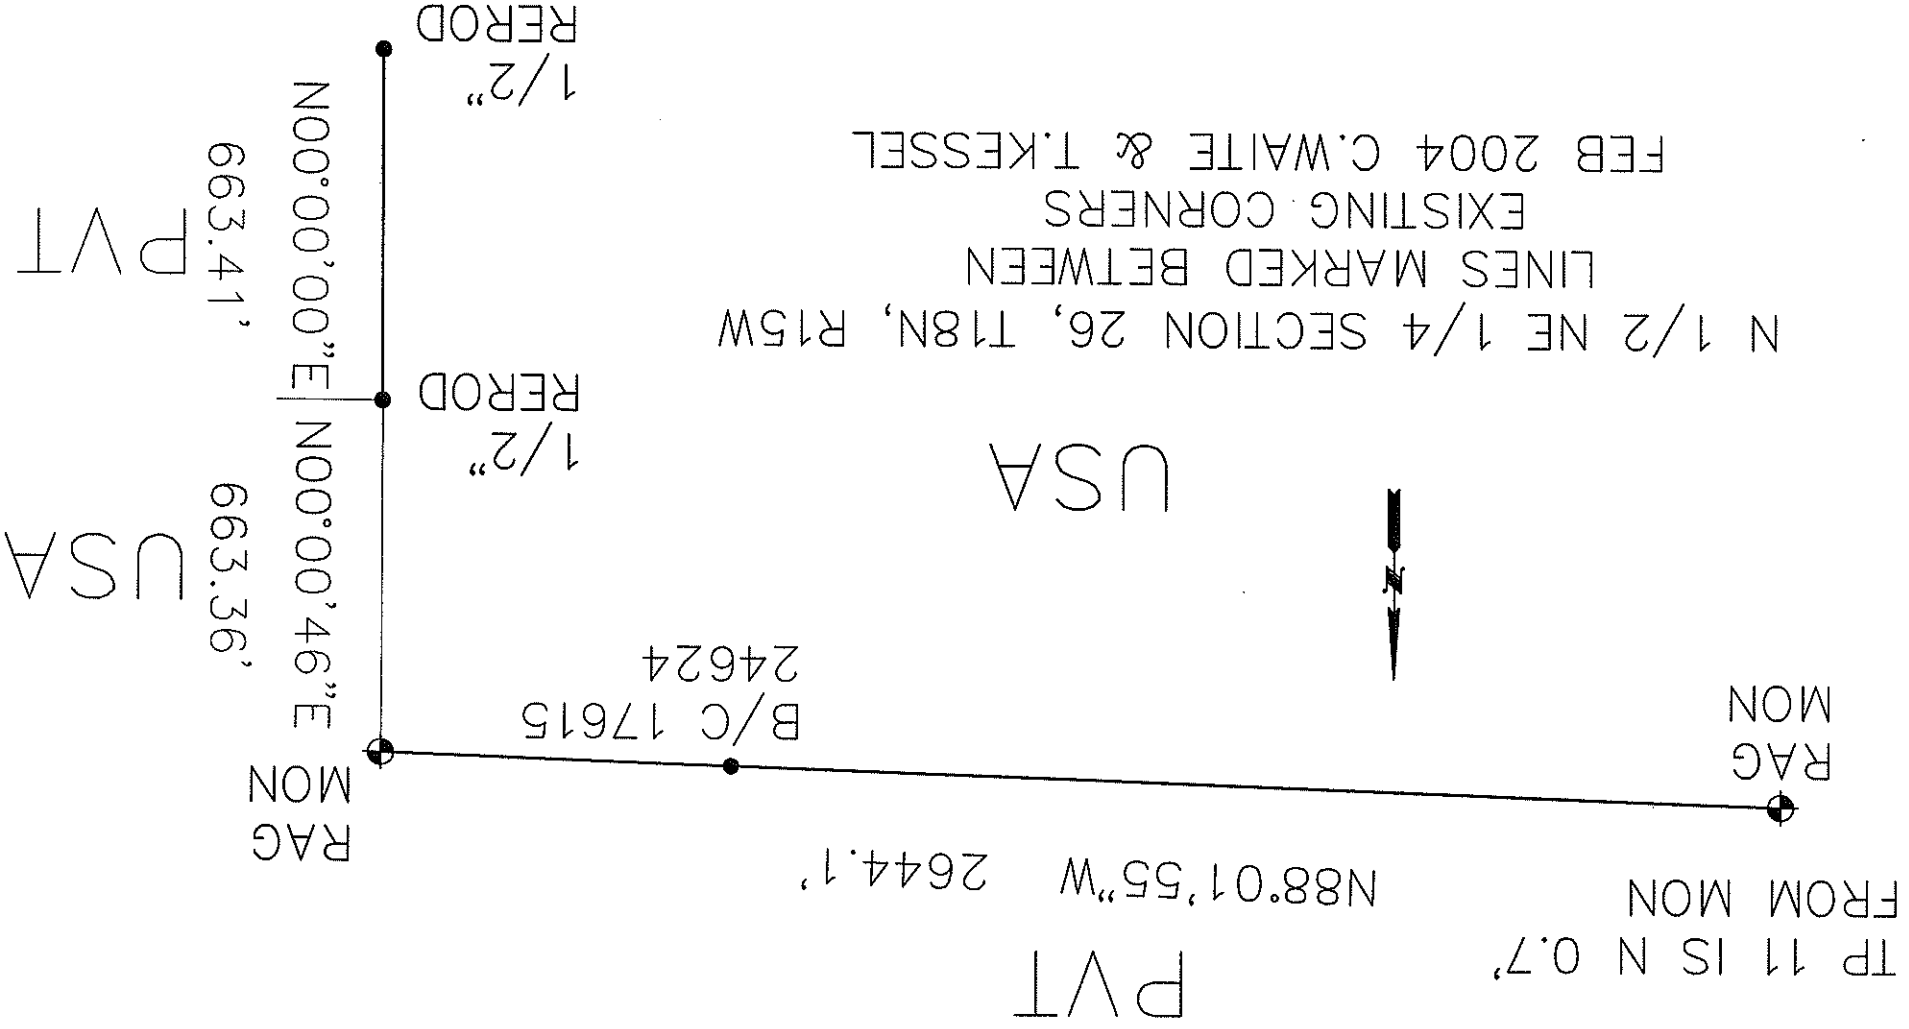 PVT
TP 11 IS N 0.7'
FROM MON
N88°01'55"W 2644.1'
RAG
MON
RAG
MON
B/C 17615
24624
N
N00°00'46"E
663.36'
USA
USA
1/2"
REROD
N 1/2 NE 1/4 SECTION 26, T18N, R15W
LINES MARKED BETWEEN
EXISTING CORNERS
FEB 2004 C.WAITE & T.KESSEL
N00°00'00"E
663.41'
PVT
1/2"
REROD